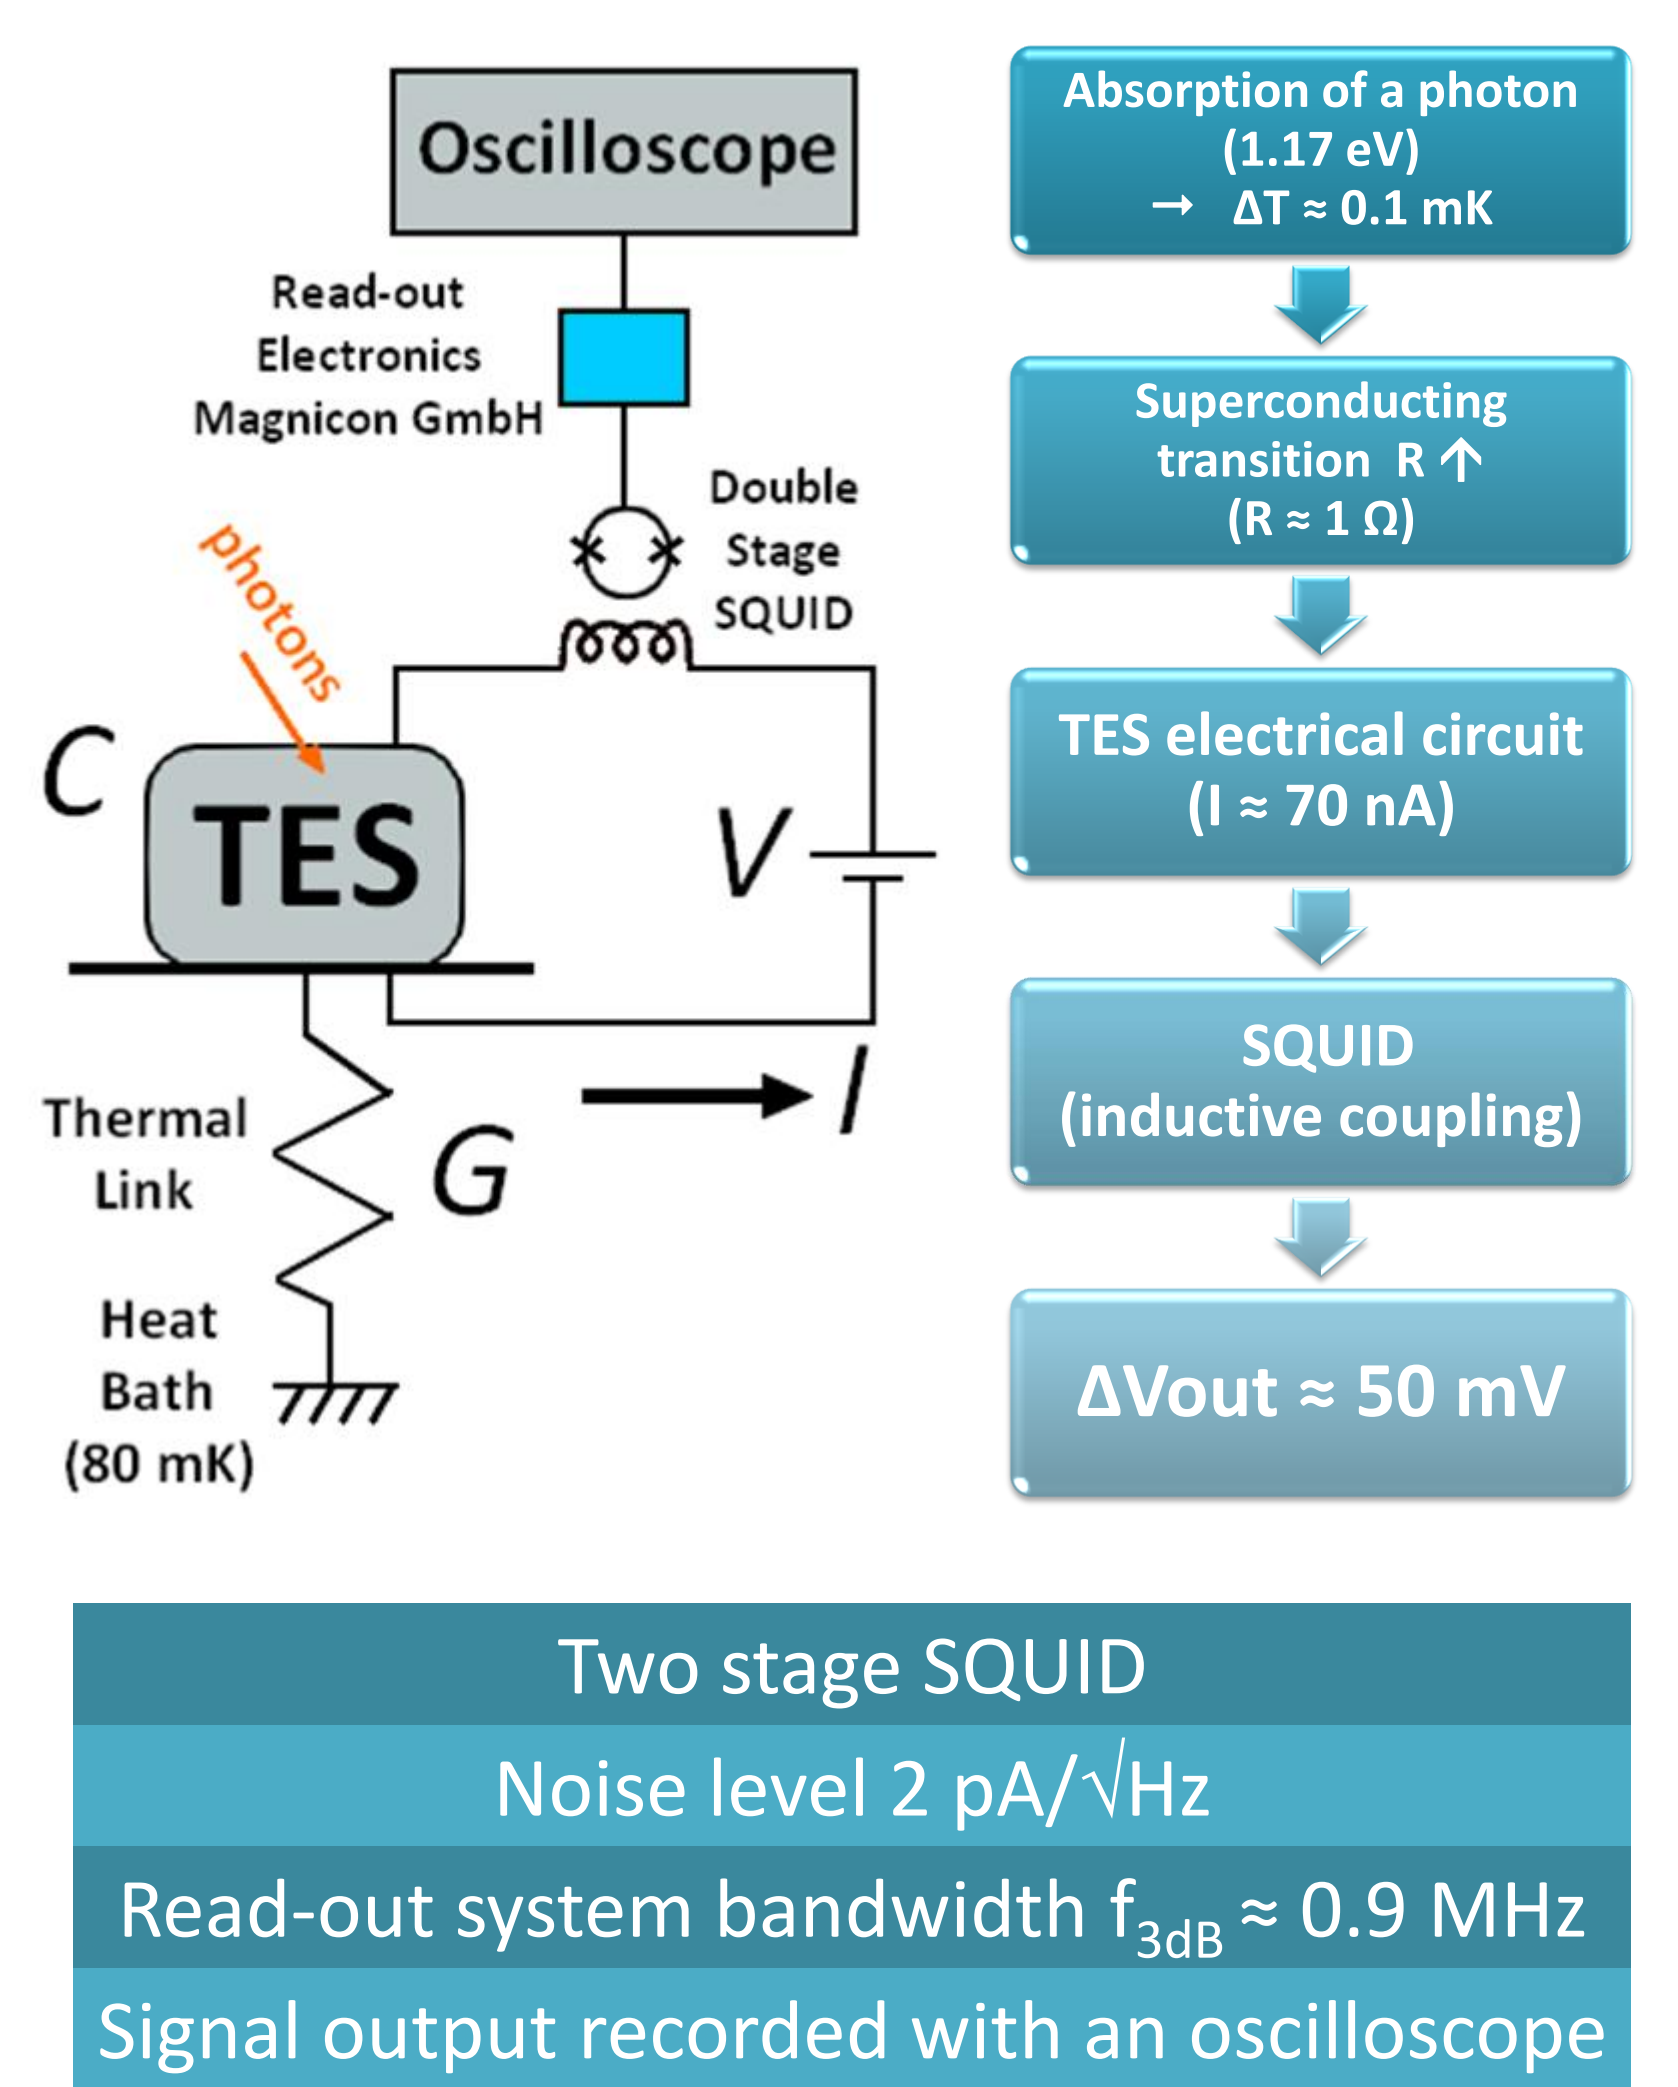 Oscilloscope
Read-out
Electronics
Magnicon GmbH
Double
Stage
SQUID
photons
C
TES
V
I
Thermal
Link
G
Heat
Bath
(80 mK)
Absorption of a photon
(1.17 eV)
→ ΔT ≈ 0.1 mK
Superconducting
transition R ↑
(R ≈ 1 Ω)
TES electrical circuit
(I ≈ 70 nA)
SQUID
(inductive coupling)
ΔVout ≈ 50 mV
Two stage SQUID
Noise level 2 pA/√Hz
Read-out system bandwidth f3dB ≈ 0.9 MHz
Signal output recorded with an oscilloscope